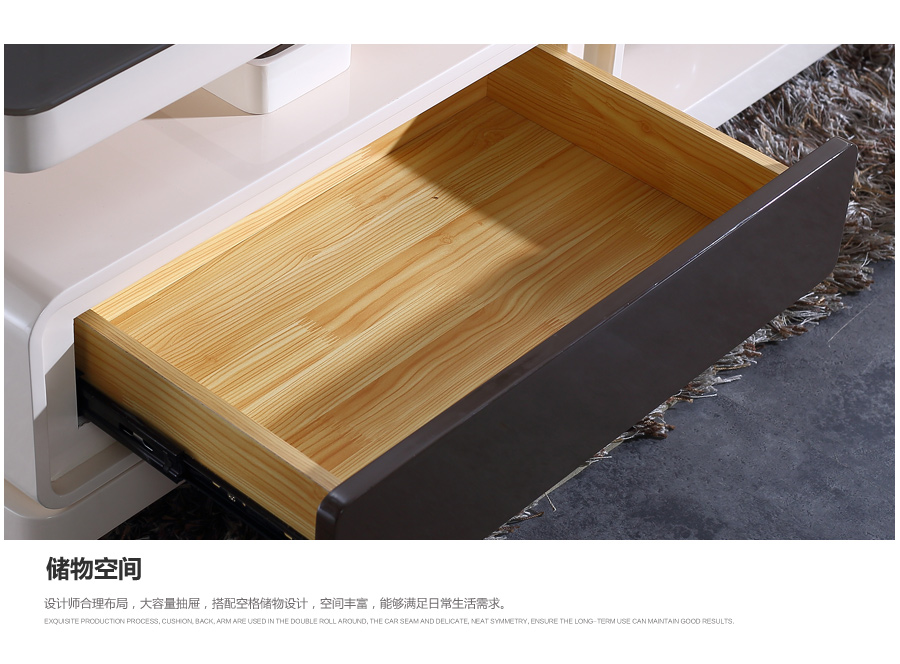 储物空间
设计师合理布局，大容量抽屉，搭配空格储物设计，空间丰富，能够满足日常生活需求。
EXQUISITE PRODUCTION PROCESS, CUSHION, BACK, ARM ARE USED IN THE DOUBLE ROLL AROUND, THE CAR SEAM AND DELICATE, NEAT SYMMETRY, ENSURE THE LONG-TERM USE CAN MAINTAIN GOOD RESULTS.